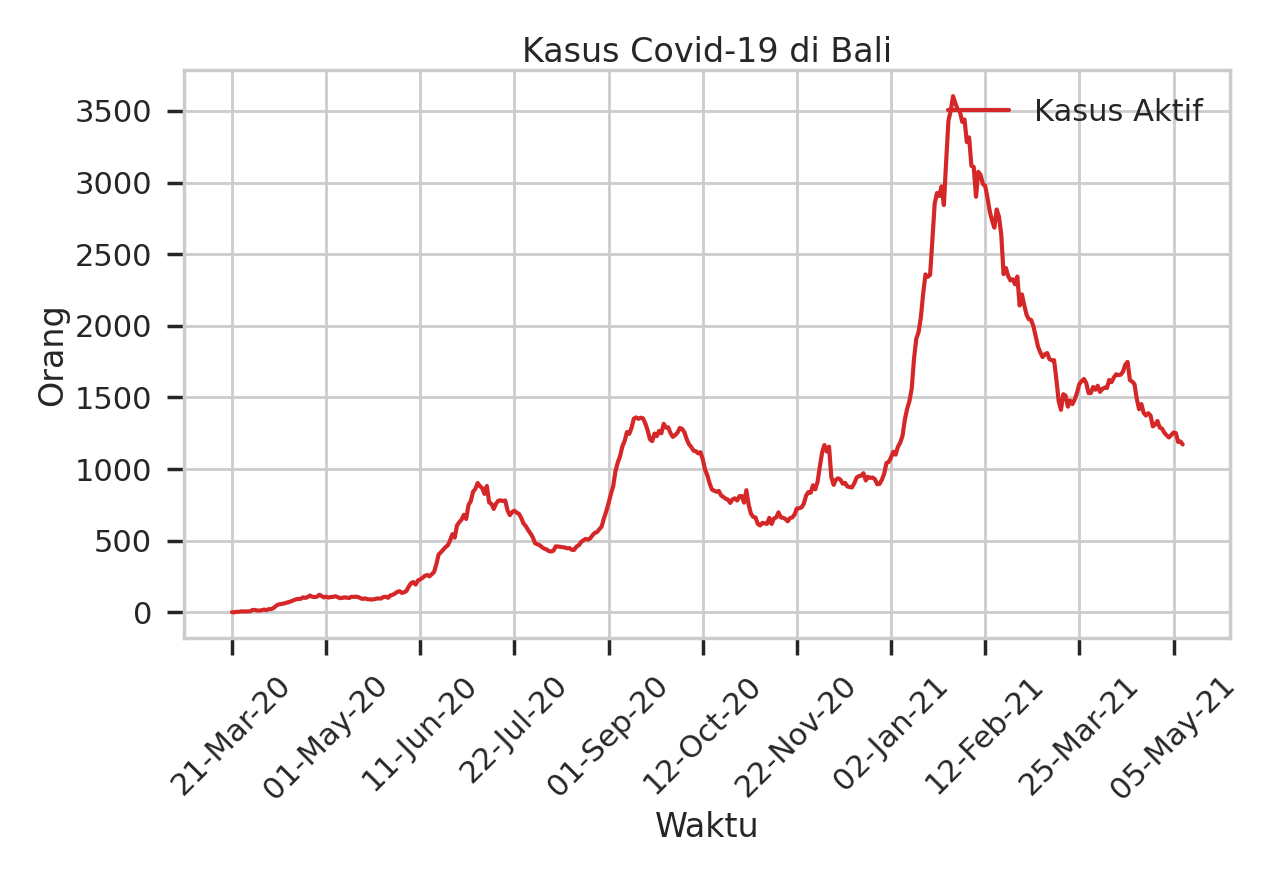 Kasus Covid-19 di Bali
Kasus Aktif
Orang
3500
3000
2500
2000
1500
1000
500
0
21-Mar-20
01-May-20
11-Jun-20
22-Jul-20
01-Sep-20
12-Oct-20
22-Nov-20
02-Jan-21
12-Feb-21
25-Mar-21
05-May-21
Waktu